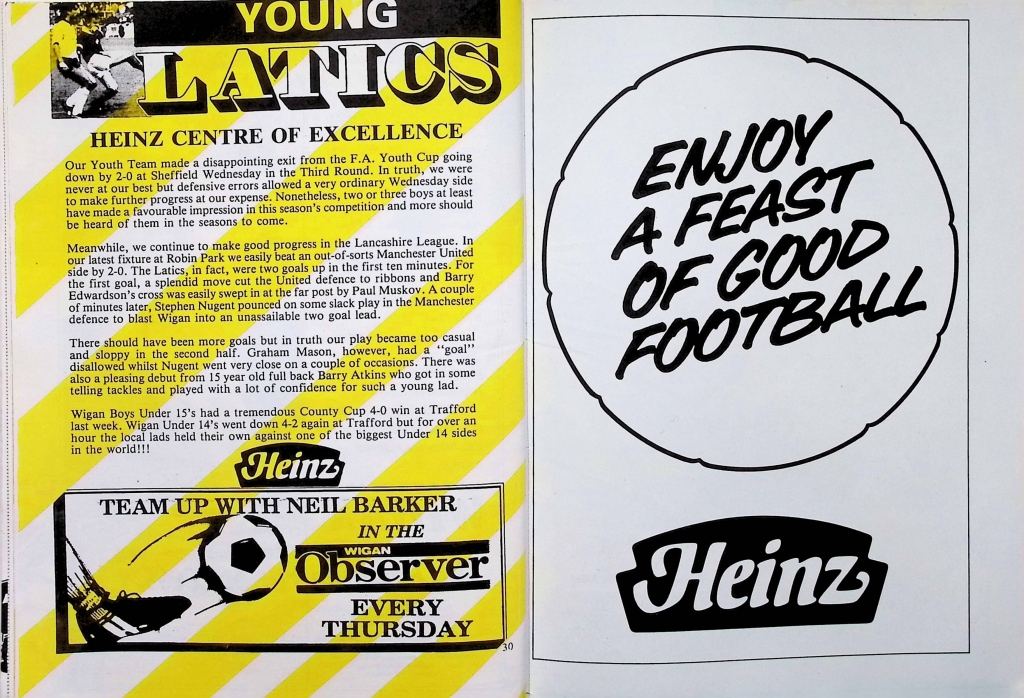 YOUNG
LATICS
HEINZ CENTRE OF EXCELLENCE
Our Youth Team made a disappointing exit from the F.A. Youth Cup going
down by 2-0 at Sheffield Wednesday in the Third Round. In truth, we were
never at our best but defensive errors allowed a very ordinary Wednesday side
to make further progress at our expense. Nonetheless, two or three boys at least
have made a favourable impression in this season's competition and more should
be heard of them in the seasons to come.
Meanwhile, we continue to make good progress in the Lancashire League. In
our latest fixture at Robin Park we easily beat an out-of-sorts Manchester United
side by 2-0. The Latics, in fact, were two goals up in the first ten minutes. For
the first goal, a splendid move cut the United defence to ribbons and Barry
Edwardson's cross was easily swept in at the far post by Paul Muskov. A couple
of minutes later, Stephen Nugent pounced on some slack play in the Manchester
defence to blast Wigan into an unassailable two goal lead.
There should have been more goals but in truth our play became too casual
and sloppy in the second half. Graham Mason, however, had a "goal"
disallowed whilst Nugent went very close on a couple of occasions. There was
also a pleasing debut from 15 year old full back Barry Atkins who got in some
telling tackles and played with a lot of confidence for such a young lad.
Wigan Boys Under 15's had a tremendous County Cup 4-0 win at Trafford
last week. Wigan Under 14's went down 4-2 again at Trafford but for over an
hour the local lads held their own against one of the biggest Under 14 sides
in the world!!!
Heinz
TEAM UP WITH NEIL BARKER
IN THE
WIGAN
Observer
EVERY
THURSDAY
30
ENJOY
A FEAST
OF GOOD
FOOTBALL
Heinz